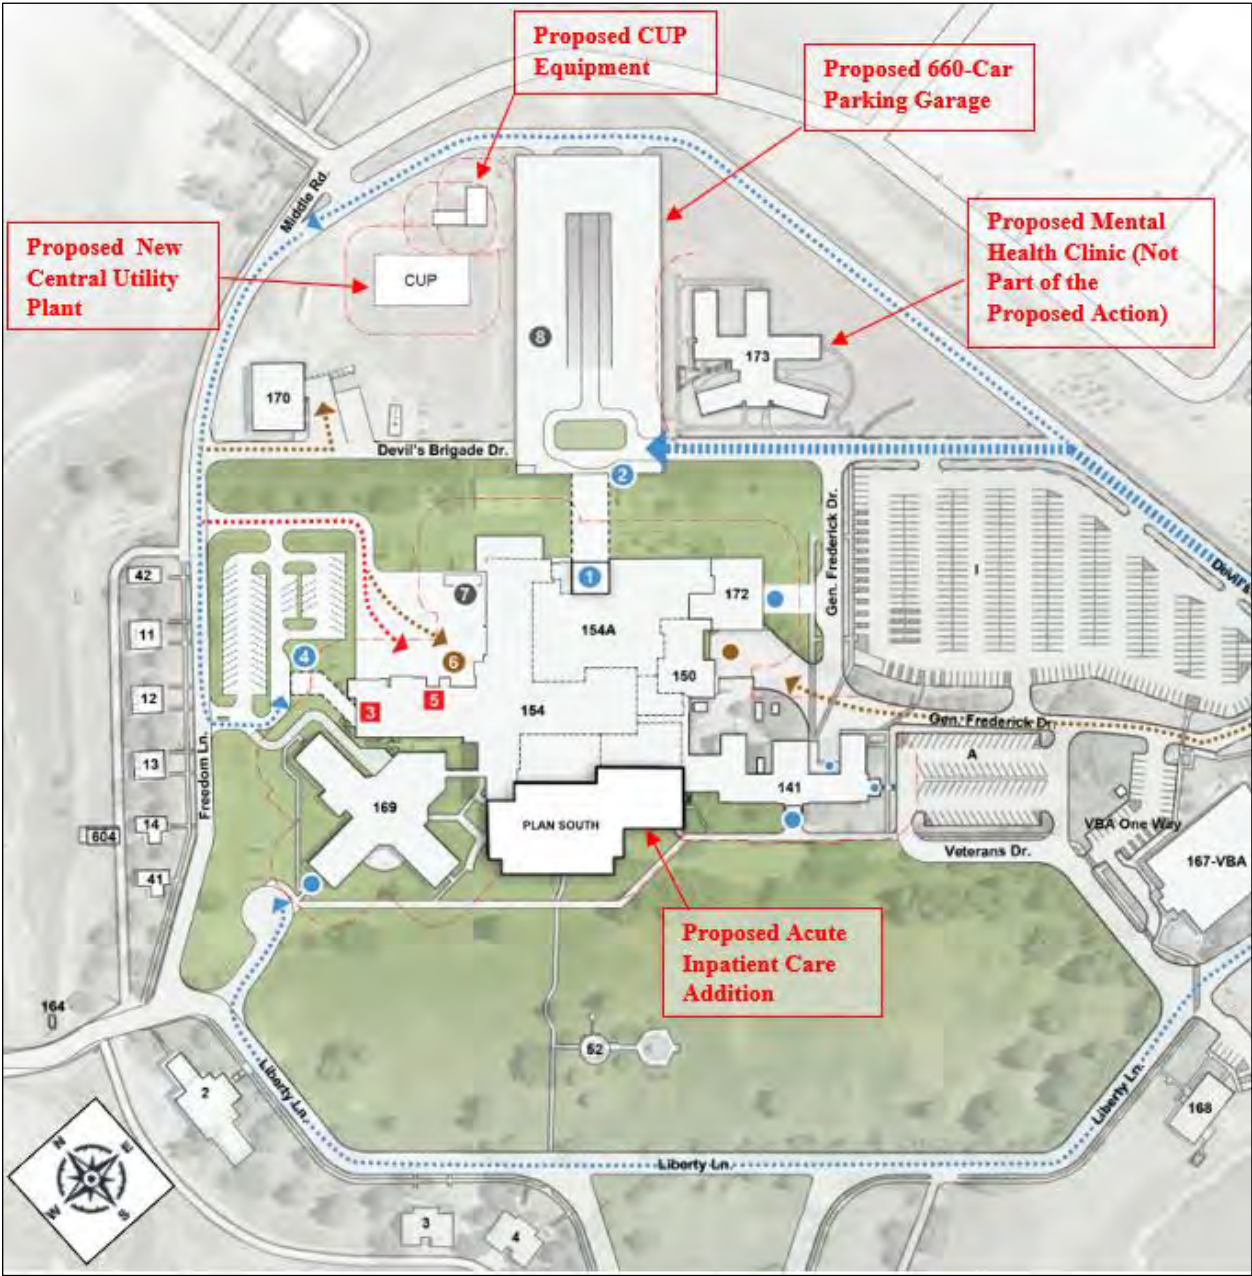 Proposed CUP
Equipment
Proposed 660-Car
Parking Garage
Middle Rd.
Proposed Mental
Health Clinic (Not
Part of the
Proposed Action)
Proposed New
Central Utility
Plant
CUP
8
173
170
Devil's Brigade Dr.
2
Gen. Frederick Dr.
I
Devil's
42
1
7
172
11
154A
4
6
150
12
5
3
154
Gen. Frederick Dr.
A
13
Freedom Ln.
169
141
14
604
PLAN SOUTH
VBA One Way
Veterans Dr.
167-VBA
41
Proposed Acute
Inpatient Care
Addition
164
52
2
Liberty Ln.
Liberty Ln.
168
N
E
W
S
Liberty Ln.
3
4